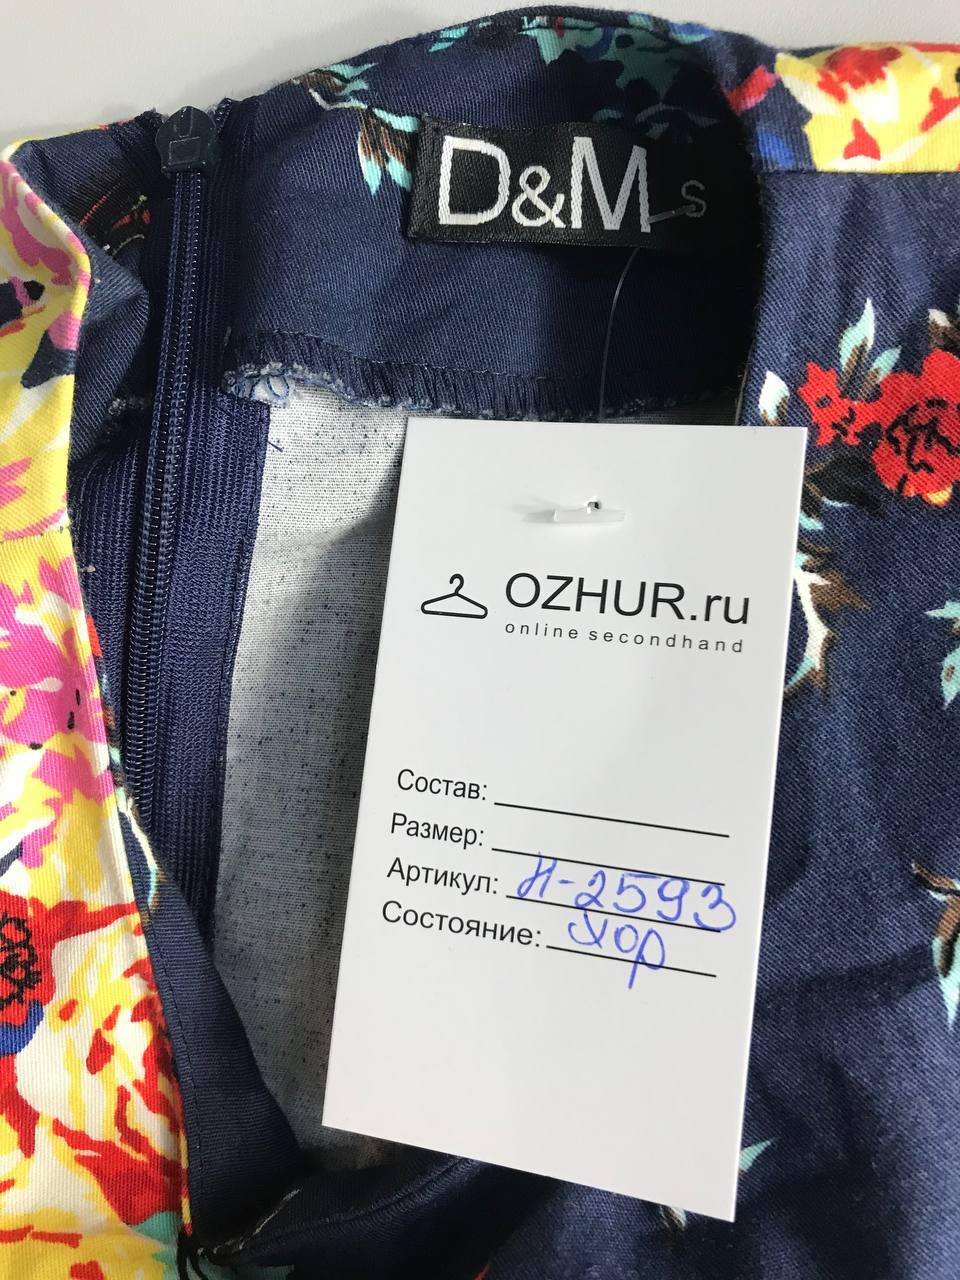 D&M S
OZHUR.ru
online secondhand
Состав:
Размер:
Артикул: Н-2593
Состояние: хор